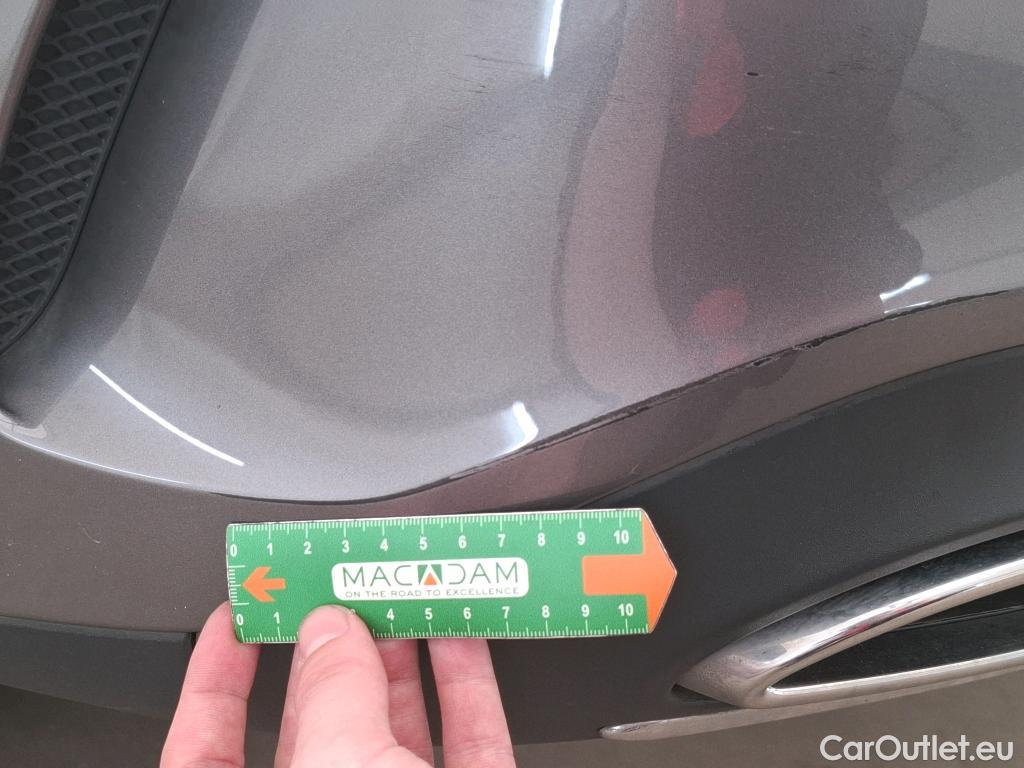 0 1 2 3 4 5 6 7 8 9 10
MACADAM
ON THE ROAD TO EXCELLENCE
0 1 3 4 5 6 7 8 9 10
CarOutlet.eu